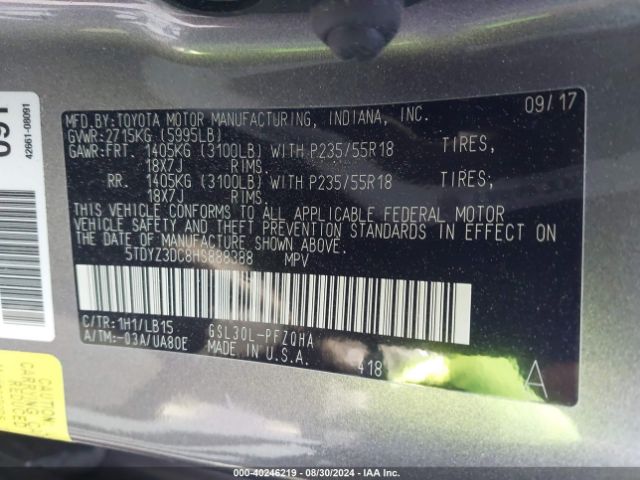 MFD.BY:TOYOTA MOTOR MANUFACTURING, INDIANA, INC. 09/17
GVWR:2715KG (5995LB)
GAWR:FRT. 1405KG (3100LB) WITH P235/55R18 TIRES,
18X7J RIMS.
RR. 1405KG (3100LB) WITH P235/55R18 TIRES;
18X7J RIMS.
THIS VEHICLE CONFORMS TO ALL APPLICABLE FEDERAL MOTOR
VEHICLE SAFETY AND THEFT PREVENTION STANDARDS IN EFFECT ON
THE DATE OF MANUFACTURE SHOWN ABOVE.
5TDYZ3DC8HS888388 MPV
C/TR:1H1/LB15 GSL30L-PFZQHA
A/TM:-03A/UA80E MADE IN U.S.A. 418
A
091
42661-08091
CAUTION
CARRYING
REDUCED
000-40246219 - 08/30/2024 - IAA Inc.